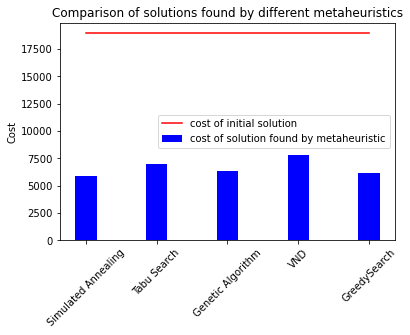 Comparison of solutions found by different metaheuristics
17500
15000
12500
10000
7500
5000
2500
0
Cost
cost of initial solution
cost of solution found by metaheuristic
Simulated Annealing
Tabu Search
Genetic Algorithm
VND
GreedySearch